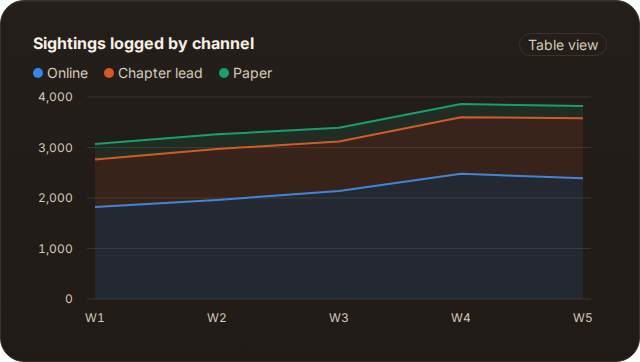 Sightings logged by channel
Table view
Online Chapter lead Paper
4,000
3,000
2,000
1,000
0
W1 W2 W3 W4 W5